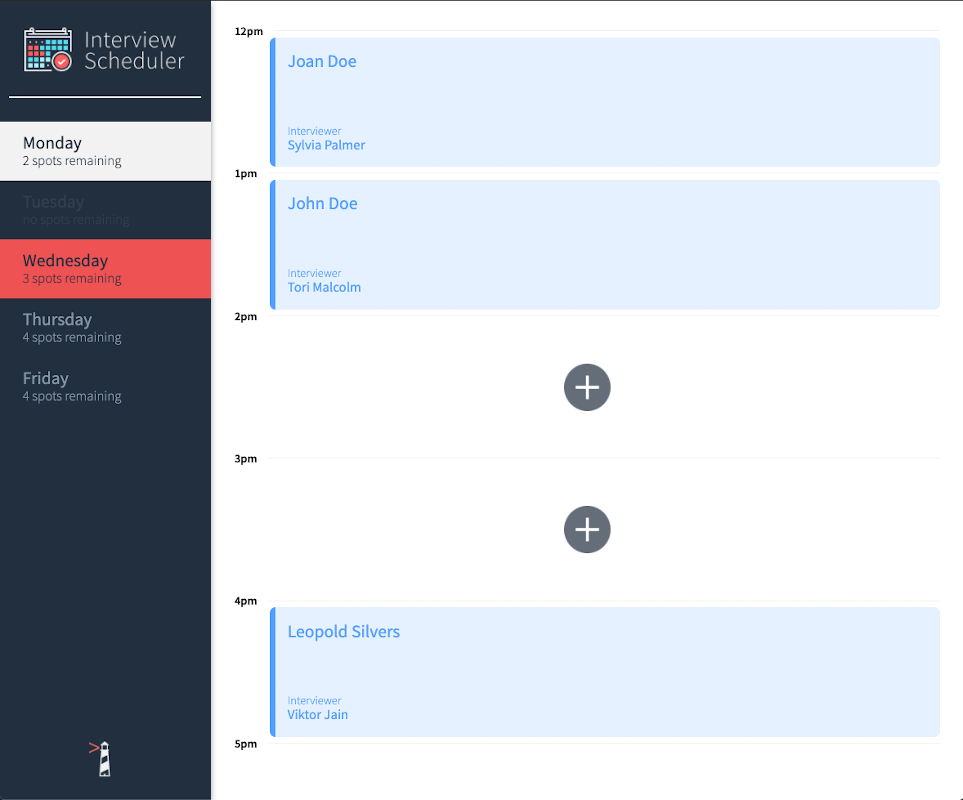 Interview
Scheduler
Monday
2 spots remaining
Tuesday
no spots remaining
Wednesday
3 spots remaining
Thursday
4 spots remaining
Friday
4 spots remaining
12pm
Joan Doe
Interviewer
Sylvia Palmer
1pm
John Doe
Interviewer
Tori Malcolm
2pm
3pm
4pm
Leopold Silvers
Interviewer
Viktor Jain
5pm